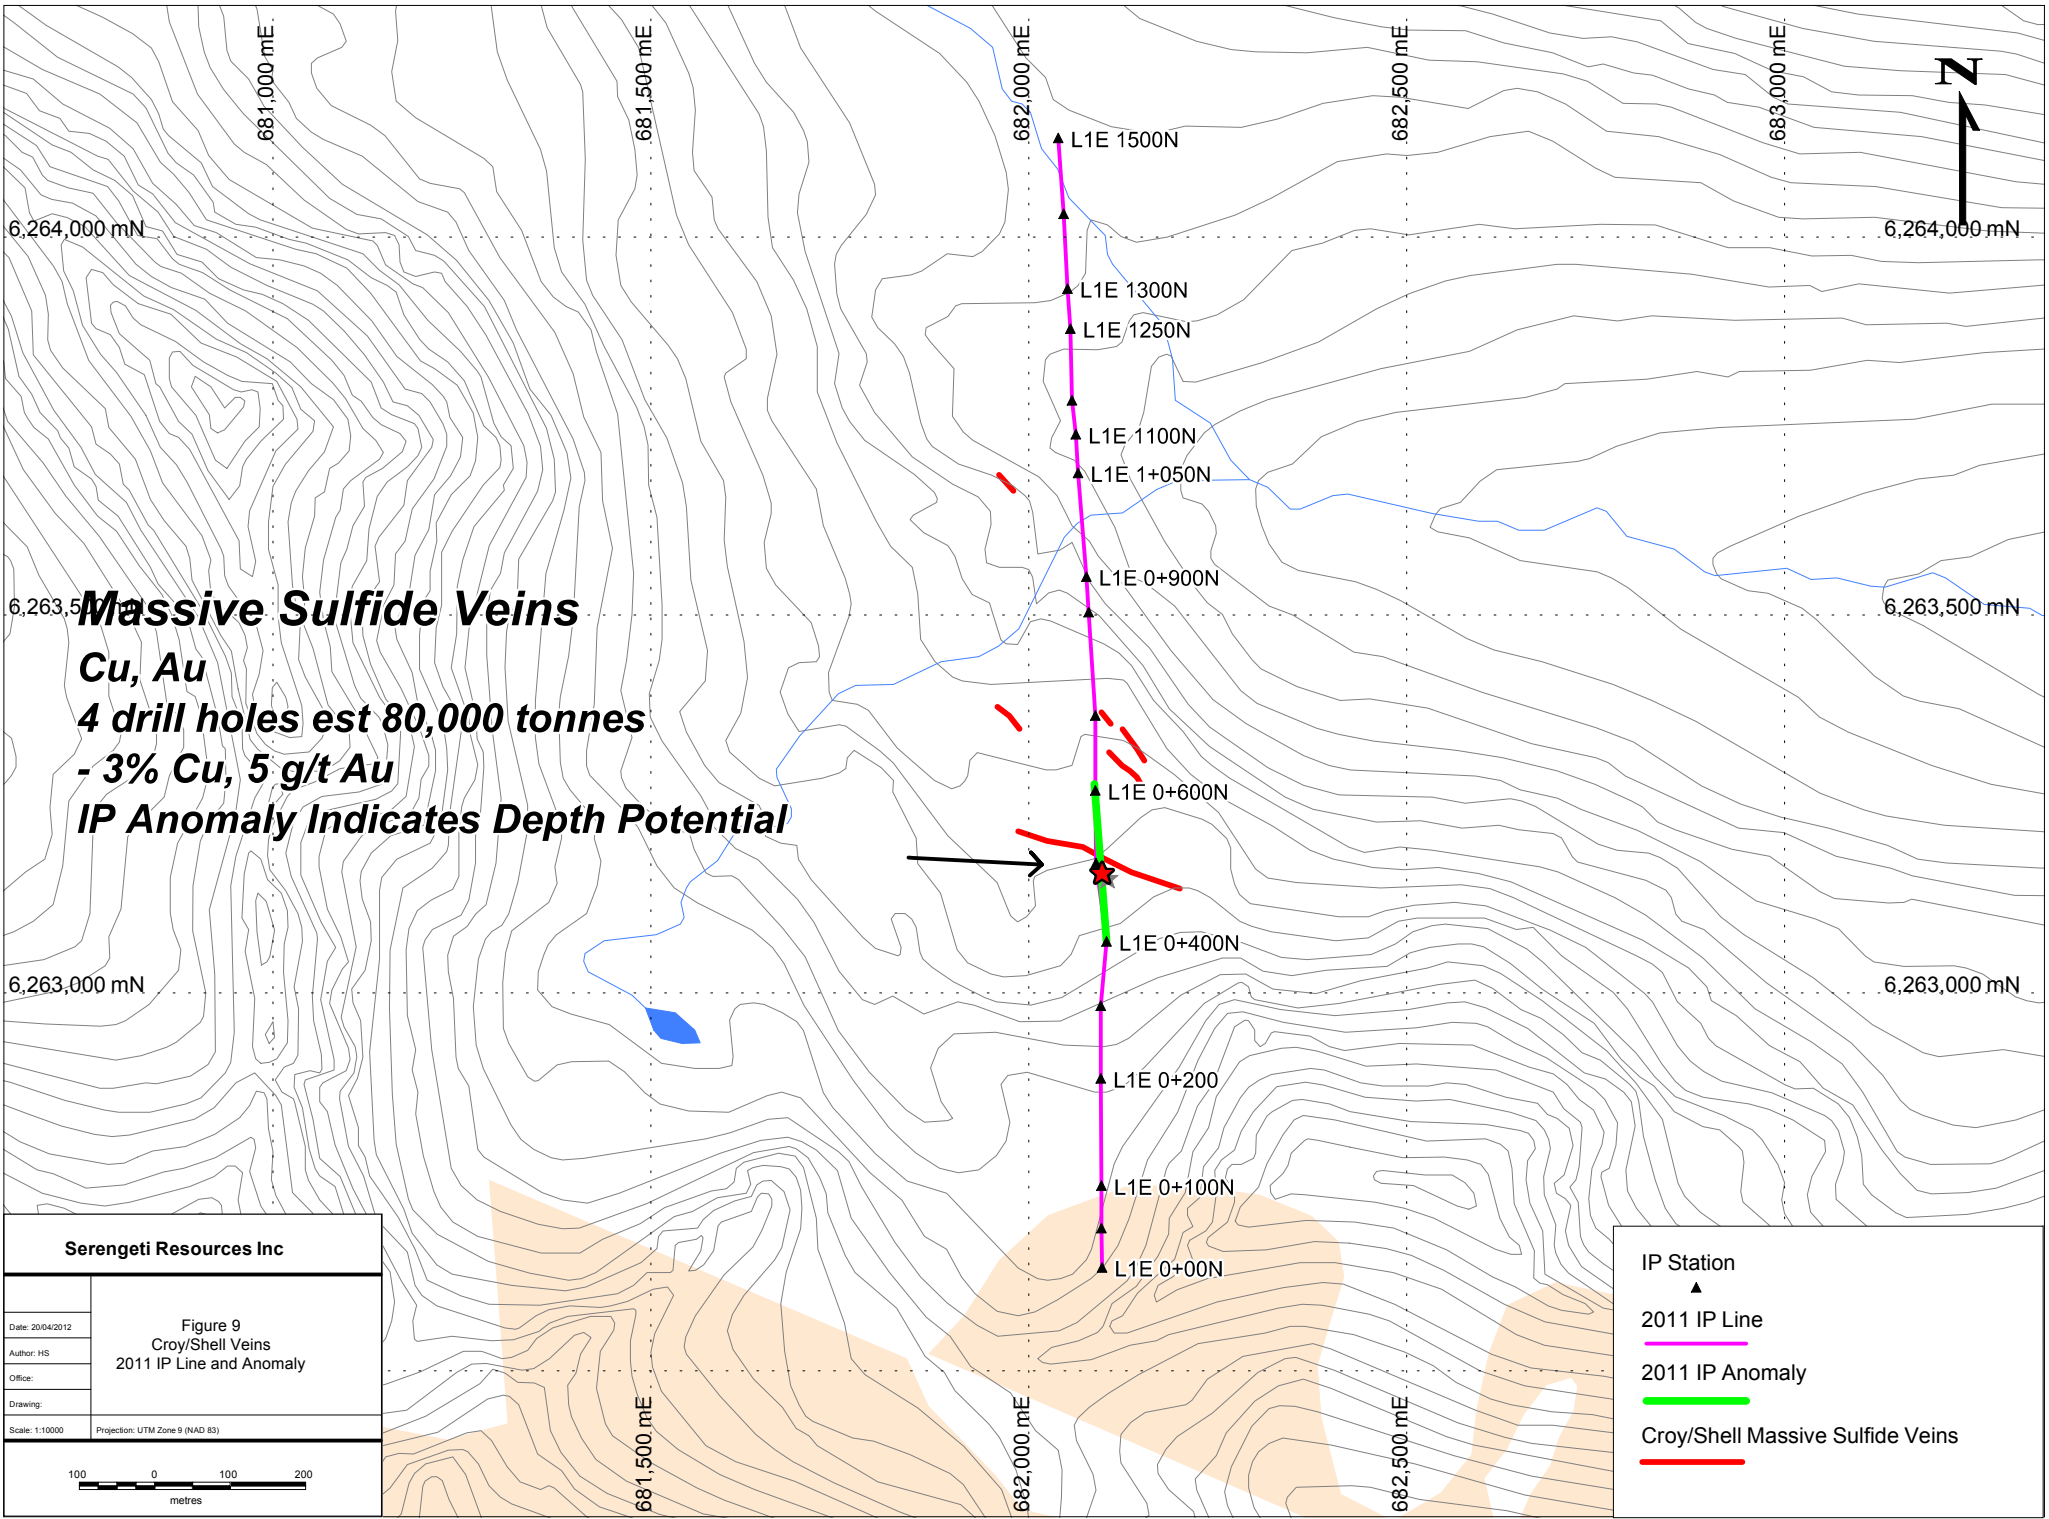 681,000 mE
681,500 mE
682,000 mE
682,500 mE
683,000 mE
N
L1E 1500N
6,264,000 mN
6,264,000 mN
L1E 1300N
L1E 1250N
L1E 1100N
L1E 1+050N
L1E 0+900N
6,263,500 mN
6,263,500 mN
Massive Sulfide Veins
Cu, Au
4 drill holes est 80,000 tonnes
- 3% Cu, 5 g/t Au
IP Anomaly Indicates Depth Potential
L1E 0+600N
L1E 0+400N
6,263,000 mN
6,263,000 mN
L1E 0+200
L1E 0+100N
L1E 0+00N
681,500 mE
682,000 mE
682,500 mE
Serengeti Resources Inc
Date: 20/04/2012
Author: HS
Office:
Drawing:
Scale: 1:10000
Figure 9
Croy/Shell Veins
2011 IP Line and Anomaly
Projection: UTM Zone 9 (NAD 83)
100 0 100 200
metres
IP Station
2011 IP Line
2011 IP Anomaly
Croy/Shell Massive Sulfide Veins